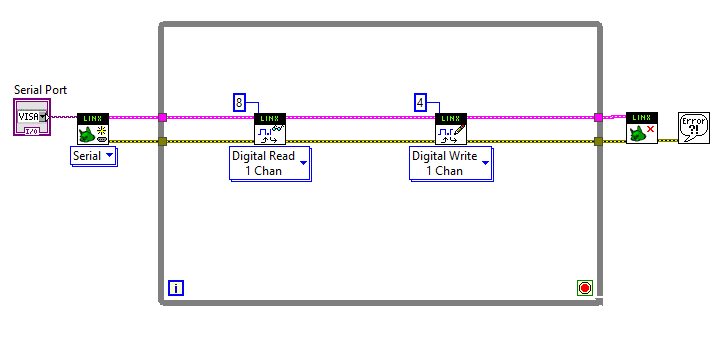 Serial Port
VISA
I/O
LINX
Serial
8
LINX
Digital Read
1 Chan
4
LINX
Digital Write
1 Chan
LINX
Error
?!
i